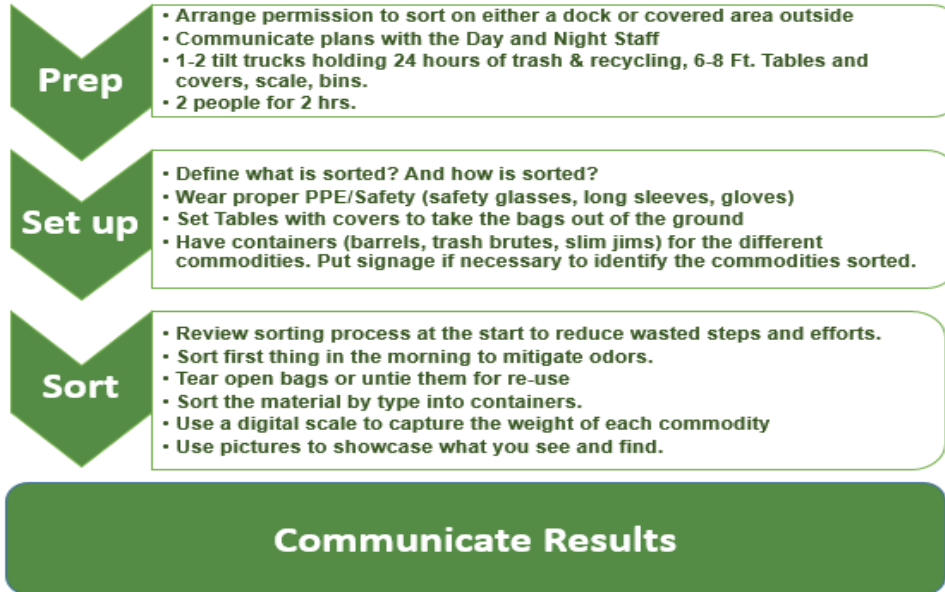 Prep
• Arrange permission to sort on either a dock or covered area outside
• Communicate plans with the Day and Night Staff
• 1-2 tilt trucks holding 24 hours of trash & recycling, 6-8 Ft. Tables and
covers, scale, bins.
• 2 people for 2 hrs.
Set up
• Define what is sorted? And how is sorted?
• Wear proper PPE/Safety (safety glasses, long sleeves, gloves)
• Set Tables with covers to take the bags out of the ground
• Have containers (barrels, trash brutes, slim jims) for the different
commodities. Put signage if necessary to identify the commodities sorted.
Sort
• Review sorting process at the start to reduce wasted steps and efforts.
• Sort first thing in the morning to mitigate odors.
• Tear open bags or untie them for re-use
• Sort the material by type into containers.
• Use a digital scale to capture the weight of each commodity
• Use pictures to showcase what you see and find.
Communicate Results